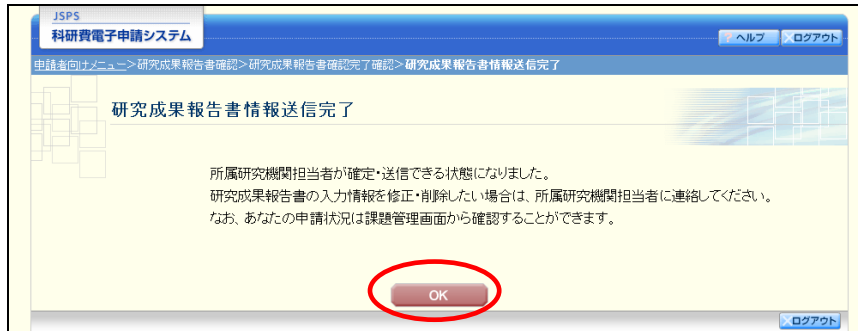 JSPS
科研費電子申請システム
? ヘルプ
ログアウト
申請者向けメニュー>研究成果報告書確認>研究成果報告書確認完了確認>研究成果報告書情報送信完了
研究成果報告書情報送信完了
所属研究機関担当者が確定・送信できる状態になりました。
研究成果報告書の入力情報を修正・削除したい場合は、所属研究機関担当者に連絡してください。
なお、あなたの申請状況は課題管理画面から確認することができます。
OK
ログアウト